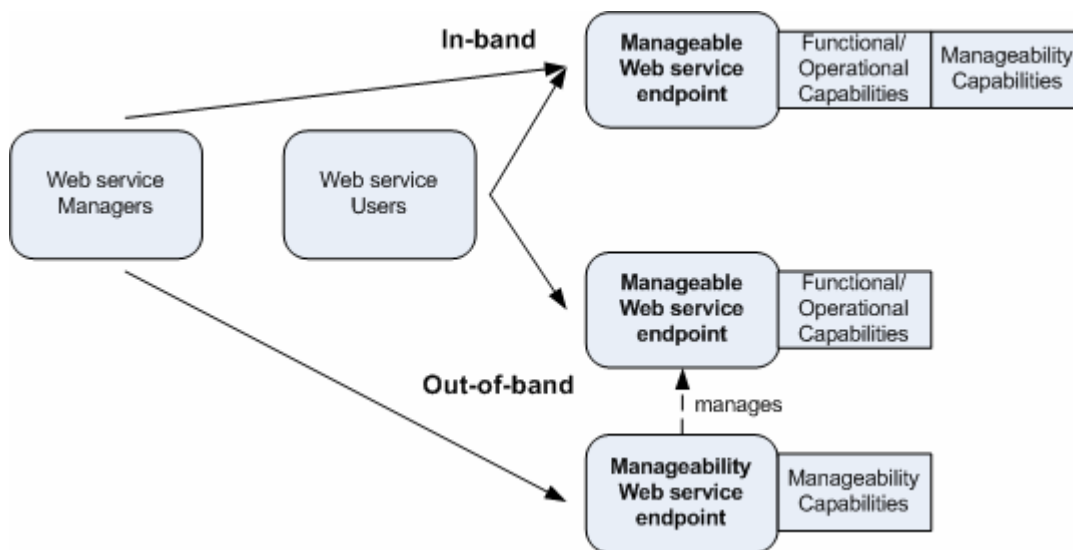 In-band
Manageable
Web service
endpoint
Functional/
Operational
Capabilities
Manageability
Capabilities
Web service
Managers
Web service
Users
Manageable
Web service
endpoint
Functional/
Operational
Capabilities
Out-of-band
manages
Manageability
Web service
endpoint
Manageability
Capabilities